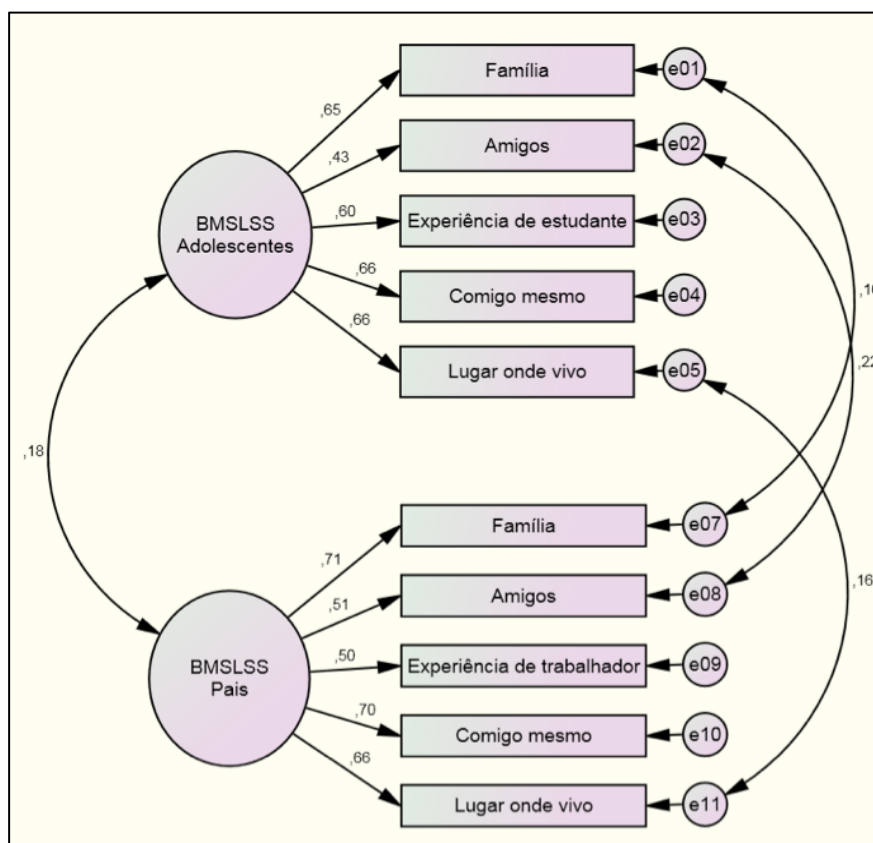 Família
e01
,65
Amigos
e02
,43
BMSLSS
Adolescentes
,60
Experiência de estudante
e03
,66
Comigo mesmo
e04
,66
Lugar onde vivo
e05
,22
,18
Família
e07
,71
Amigos
e08
,16
,51
BMSLSS
Pais
,50
Experiência de trabalhador
e09
,70
Comigo mesmo
e10
,66
Lugar onde vivo
e11